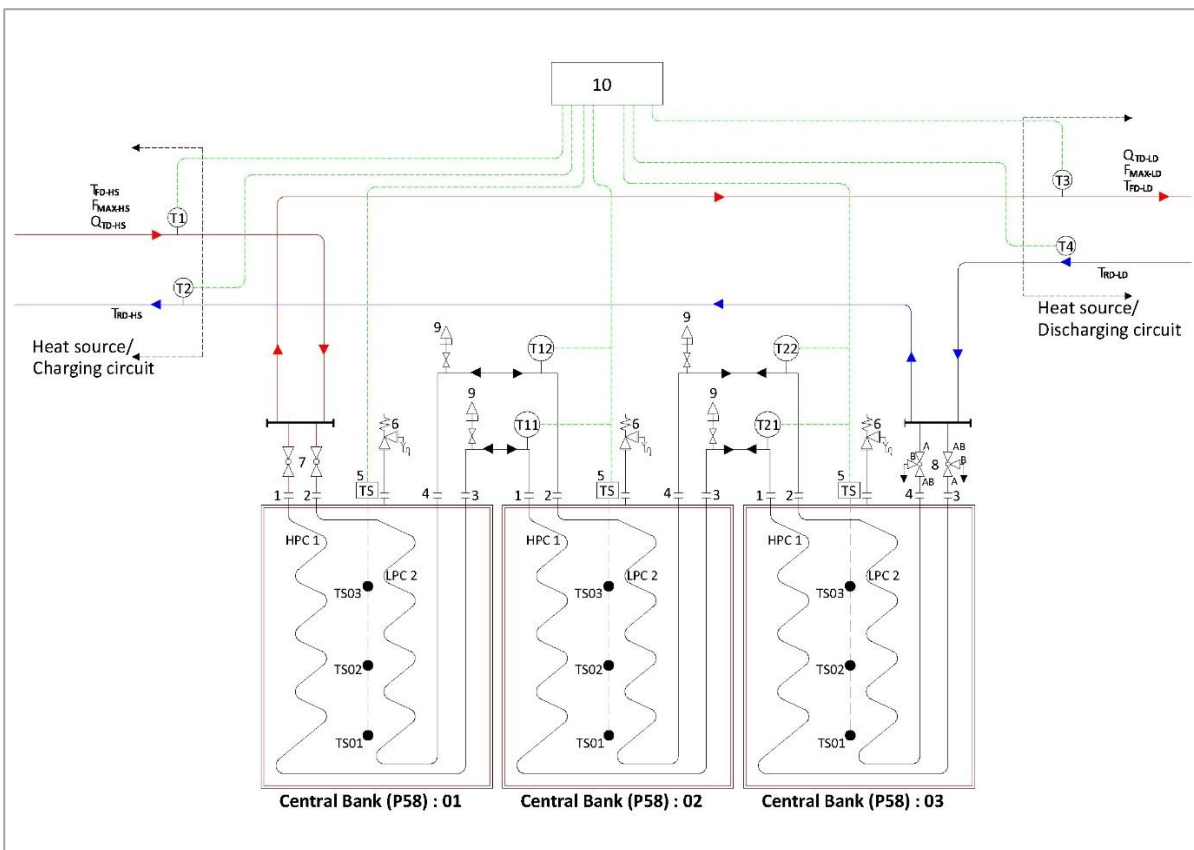 10
T3
QTD-LD
FMAX-LD
TFD-LD
TFD-HS
FMAX-HS
QTD-HS
T1
T4
TRD-LD
T2
TRD-HS
Heat source/
Charging circuit
Heat source/
Discharging circuit
9
T12
9
T22
9
T11
9
T21
6
6
6
7
A
B
AB
8
AB
B
A
5
TS
5
TS
5
TS
1
2
4
3
1
2
4
3
1
2
4
3
HPC 1
LPC 2
TS03
TS02
TS01
HPC 1
LPC 2
TS03
TS02
TS01
HPC 1
LPC 2
TS03
TS02
TS01
Central Bank (P58) : 01
Central Bank (P58) : 02
Central Bank (P58) : 03